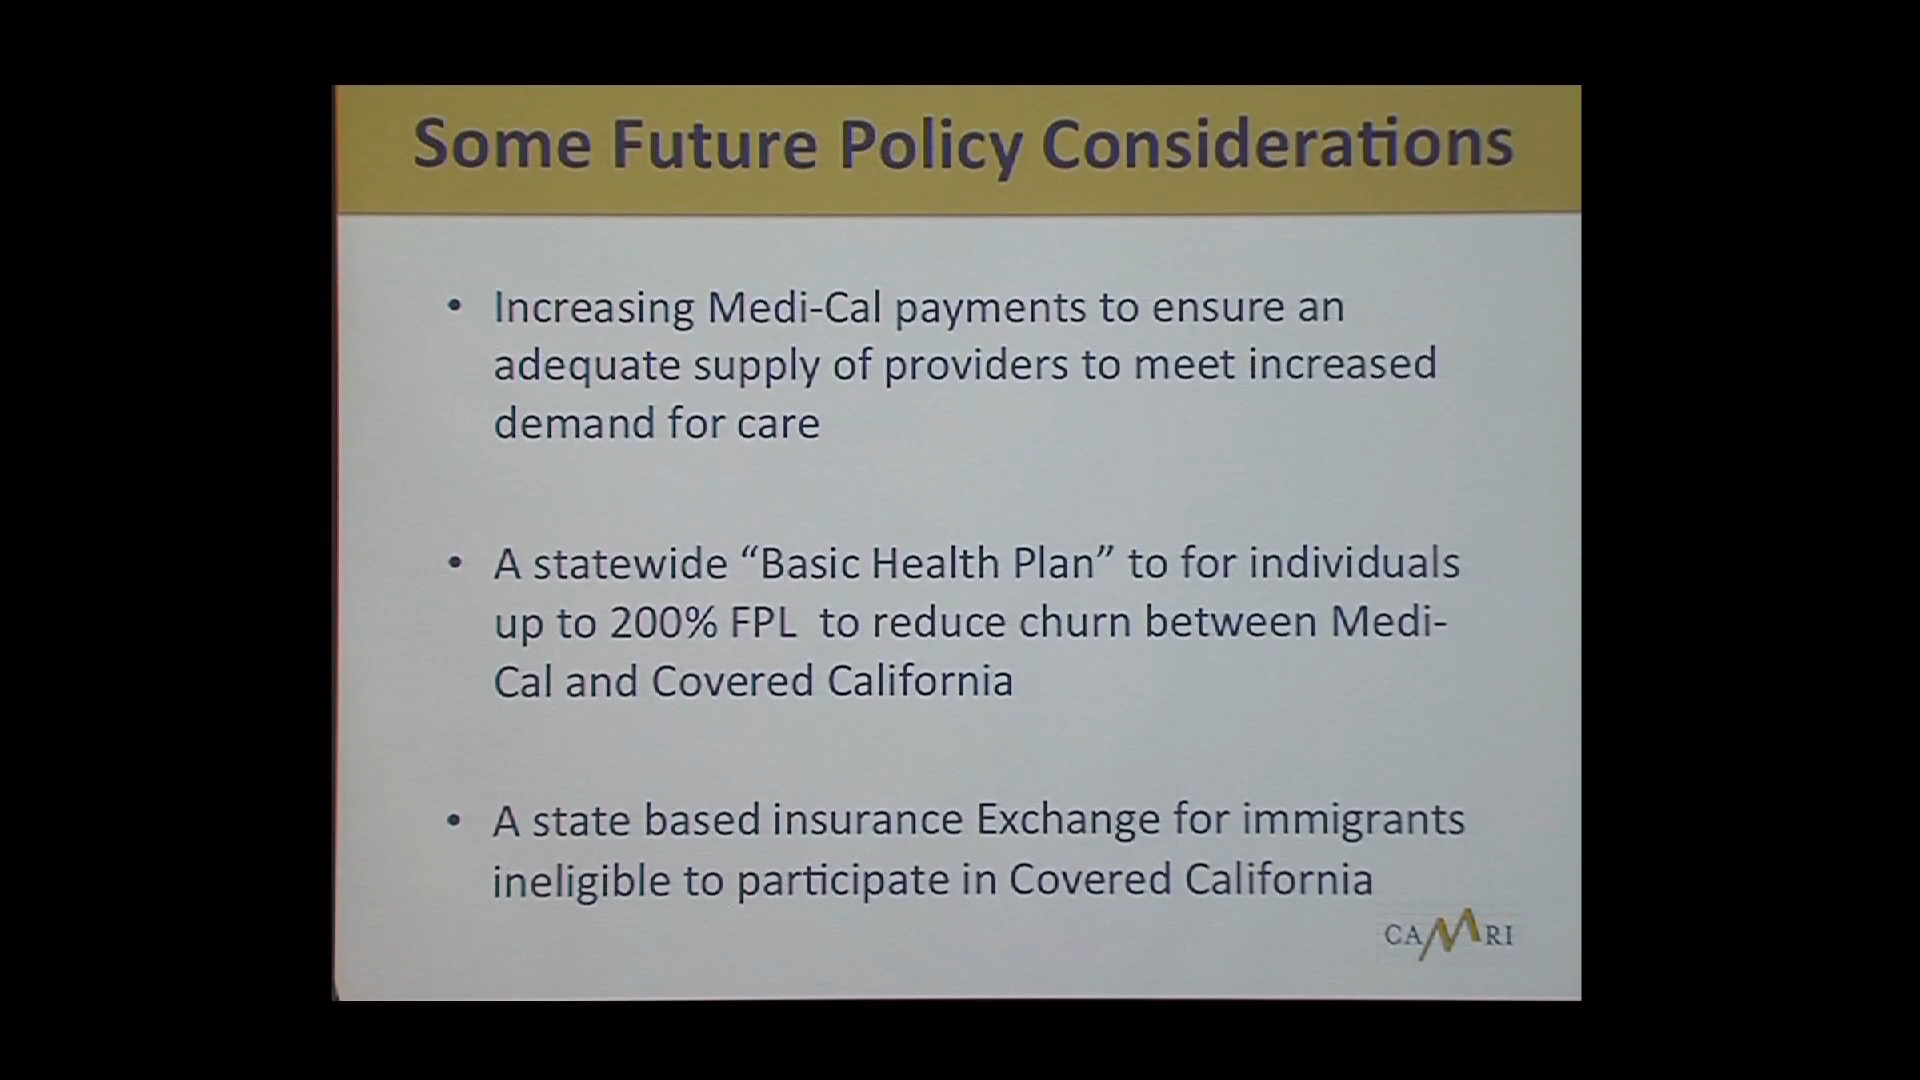 Some Future Policy Considerations
• Increasing Medi-Cal payments to ensure an
adequate supply of providers to meet increased
demand for care
• A statewide “Basic Health Plan” to for individuals
up to 200% FPL to reduce churn between Medi-
Cal and Covered California
• A state based insurance Exchange for immigrants
ineligible to participate in Covered California
CAMRI